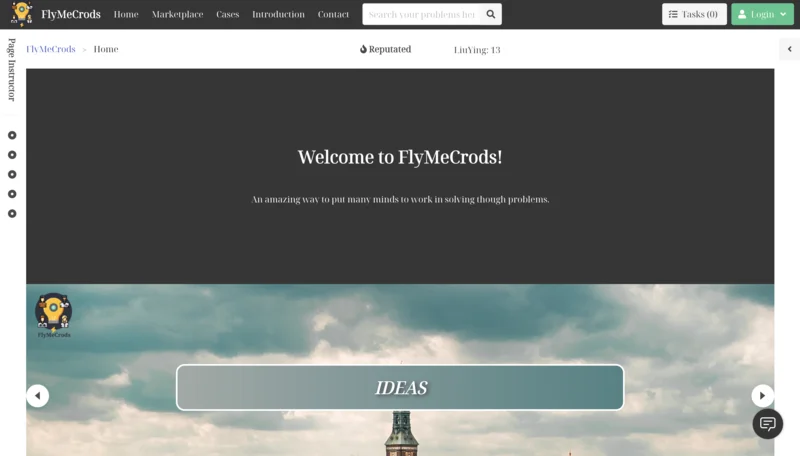 FlyMeCrods
Home
Marketplace
Cases
Introduction
Contact
Search your problems her
Tasks (0)
Login
Page Instructor
FlyMeCrods > Home
Reputated
LiuYing: 13
Welcome to FlyMeCrods!
An amazing way to put many minds to work in solving though problems.
FlyMeCrods
IDEAS